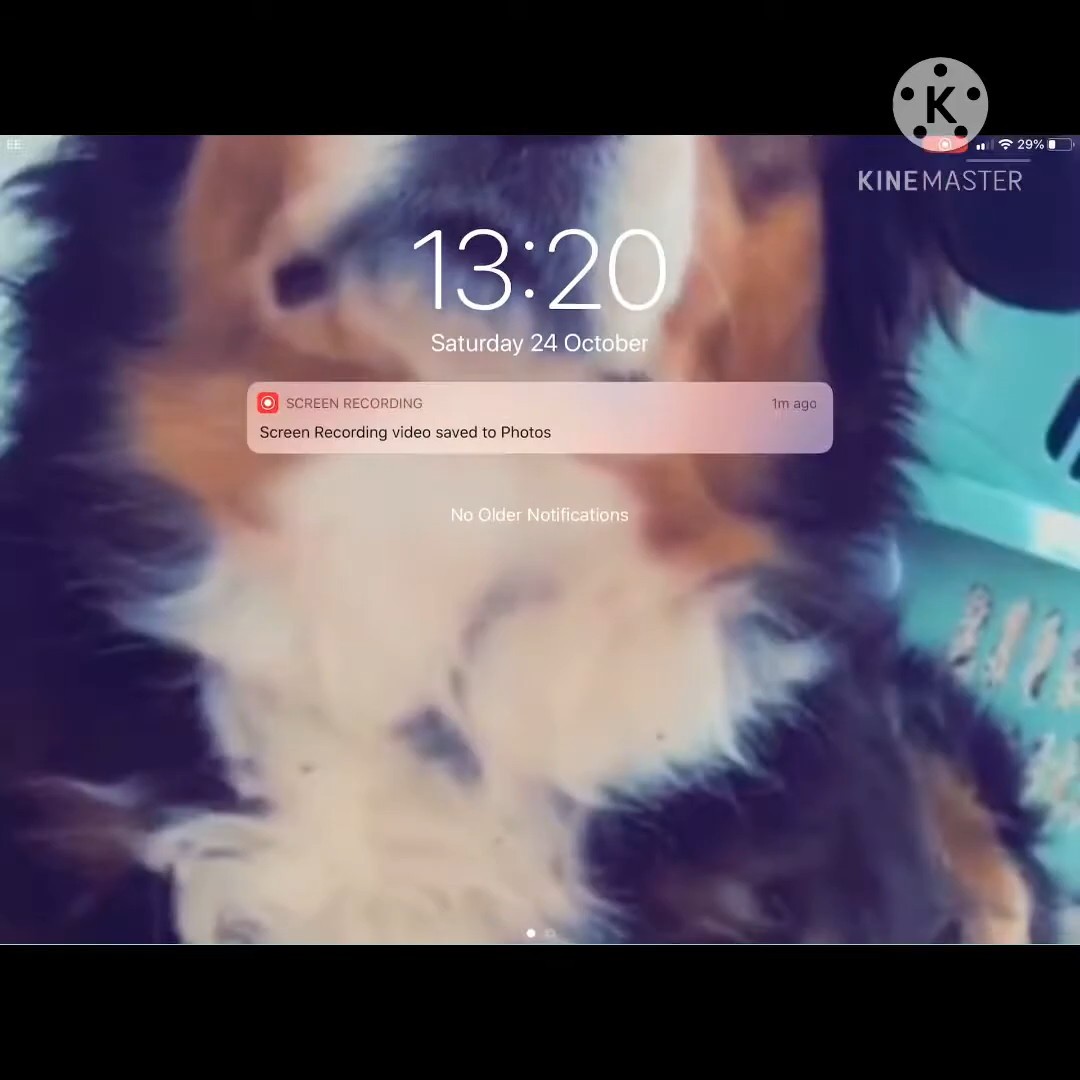 K
EE
29%
KINEMASTER
13:20
Saturday 24 October
SCREEN RECORDING
1m ago
Screen Recording video saved to Photos
No Older Notifications